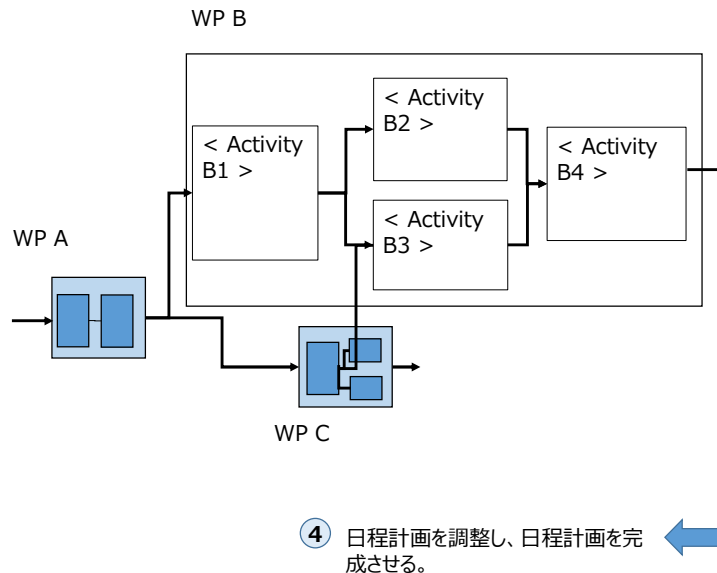 WP B
< Activity
B1 >
< Activity
B2 >
< Activity
B3 >
< Activity
B4 >
WP A
WP C
4 日程計画を調整し、日程計画を完
成させる。